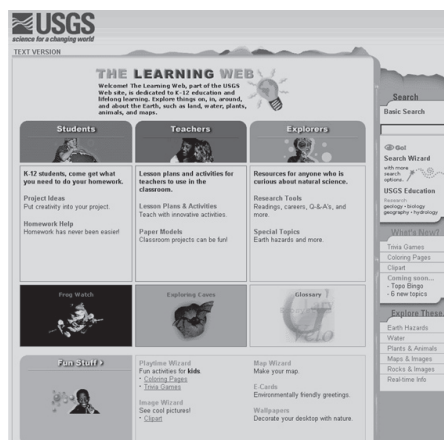 USGS
science for a changing world
TEXT VERSION
THE LEARNING WEB
Welcome! The Learning Web, part of the USGS
Web site, is dedicated to K-12 education and
lifelong learning. Explore things on, in, around,
and about the Earth, such as land, water, plants,
animals, and maps.
Students
K-12 students, come get what
you need to do your homework.
Project Ideas
Put creativity into your project.
Homework Help
Homework has never been easier!
Teachers
Lesson plans and activities for
teachers to use in the
classroom.
Lesson Plans & Activities
Teach with innovative activities.
Paper Models
Classroom projects can be fun!
Explorers
Resources for anyone who is
curious about natural science.
Research Tools
Readings, careers, Q-&A's, and
more.
Special Topics
Earth hazards and more.
Frog Watch
Exploring Caves
Glossary
Fun Stuff
Playtime Wizard
Fun activities for kids.
- Coloring Pages
- Trivia Games
Image Wizard
See cool pictures!
- Clipart
Map Wizard
Make your map.
E-Cards
Environmentally friendly greetings.
Wallpapers
Decorate your desktop with nature.
Search
Basic Search
Go!
Search Wizard
with more
search
options.
USGS Education
Research
geology • biology
geography • hydrology
What's New?
Trivia Games
Coloring Pages
Clipart
Coming soon...
- Topo Bingo
- 6 new topics
Explore These
Earth Hazards
Water
Plants & Animals
Maps & Images
Rocks & Images
Real-time Info